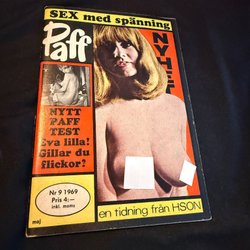 SEX med spänning
Paff
NYHET
NYTT
PAFF
TEST
Eva lilla!
Gillar du
flickor?
Nr 9 1969
Pris 4:-
inkl. moms
maj
en tidning från HSON